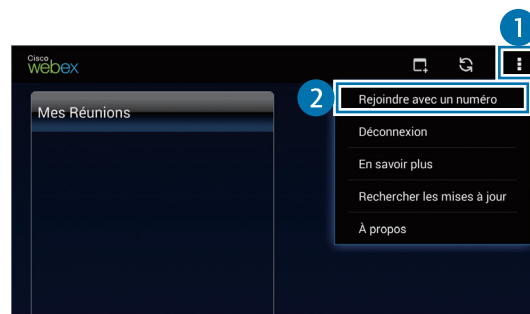 1
Cisco
webex
2
Rejoindre avec un numéro
Mes Réunions
Déconnexion
En savoir plus
Rechercher les mises à jour
À propos